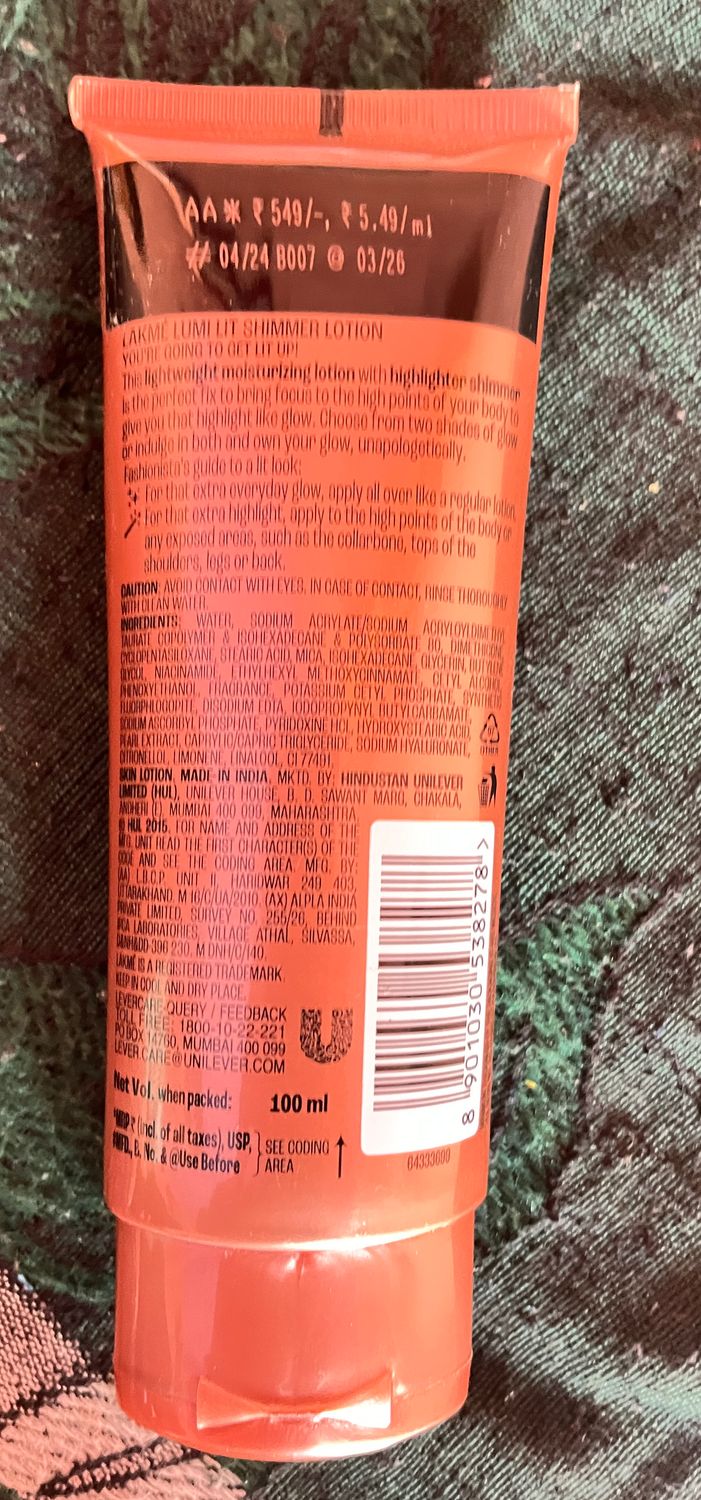 AA * ₹ 549/-, ₹ 5.49/ml
# 04/24 B007 @ 03/26
LAKMÉ LUMI LIT SHIMMER LOTION
YOU'RE GOING TO GET LIT UP!
This lightweight moisturizing lotion with highlighter shimmer
is the perfect fix to bring focus to the high points of your body to
give you that highlight like glow. Choose from two shades of glow
or indulge in both and own your glow, unapologetically.
Fashionista's guide to a lit look:
For that extra everyday glow, apply all over like a regular lotion.
For that extra highlight, apply to the high points of the body or
any exposed areas, such as the collarbone, tops of the
shoulders, legs or back.
CAUTION: AVOID CONTACT WITH EYES. IN CASE OF CONTACT, RINSE THOROUGHLY
WITH CLEAN WATER.
INGREDIENTS: WATER, SODIUM ACRYLATE/SODIUM ACRYLOYLDIMETHYL
TAURATE COPOLYMER & ISOHEXADECANE & POLYSORBATE 80, DIMETHICONE,
CYCLOPENTASILOXANE, STEARIC ACID, MICA, ISOHEXADECANE, GLYCERIN, BUTYLENE
GLYCOL, NIACINAMIDE, ETHYLHEXYL METHOXYCINNAMATE, CETYL ALCOHOL,
PHENOXYETHANOL, FRAGRANCE, POTASSIUM CETYL PHOSPHATE, SYNTHETIC
FLUORPHLOGOPITE, DISODIUM EDTA, IODOPROPYNYL BUTYLCARBAMATE,
SODIUM ASCORBYL PHOSPHATE, PYRIDOXINE HCL, HYDROXYSTEARIC ACID,
PEARL EXTRACT, CAPRYLIC/CAPRIC TRIGLYCERIDE, SODIUM HYALURONATE,
CITRONELLOL, LIMONENE, LINALOOL, CI 77491.
SKIN LOTION. MADE IN INDIA. MKTD. BY: HINDUSTAN UNILEVER
LIMITED (HUL), UNILEVER HOUSE, B. D. SAWANT MARG, CHAKALA,
ANDHERI (E), MUMBAI 400 099, MAHARASHTRA
© HUL 2015. FOR NAME AND ADDRESS OF THE
MFG. UNIT READ THE FIRST CHARACTER(S) OF THE
CODE AND SEE THE CODING AREA. MFG. BY:
(AA) L.B.C.P. UNIT II, HARIDWAR 249 403,
UTTARAKHAND. M 16/C/UA/2010. (AX) ALPLA INDIA
PRIVATE LIMITED, SURVEY NO. 255/26, BEHIND
LABORATORIES, VILLAGE ATHAL, SILVASSA,
DNH&DD-396 230. M DNH/C/140.
LAKMÉ IS A REGISTERED TRADEMARK.
KEEP IN COOL AND DRY PLACE.
LEVERCARE-QUERY / FEEDBACK
TOLL FREE: 1800-10-22-221
PO BOX 14760, MUMBAI 400 099
LEVER.CARE@UNILEVER.COM
Net Vol. when packed: 100 ml
*MRP ₹ (incl. of all taxes), USP,
#MFD., B. No. & @Use Before
SEE CODING
AREA
8 901030 538278 >